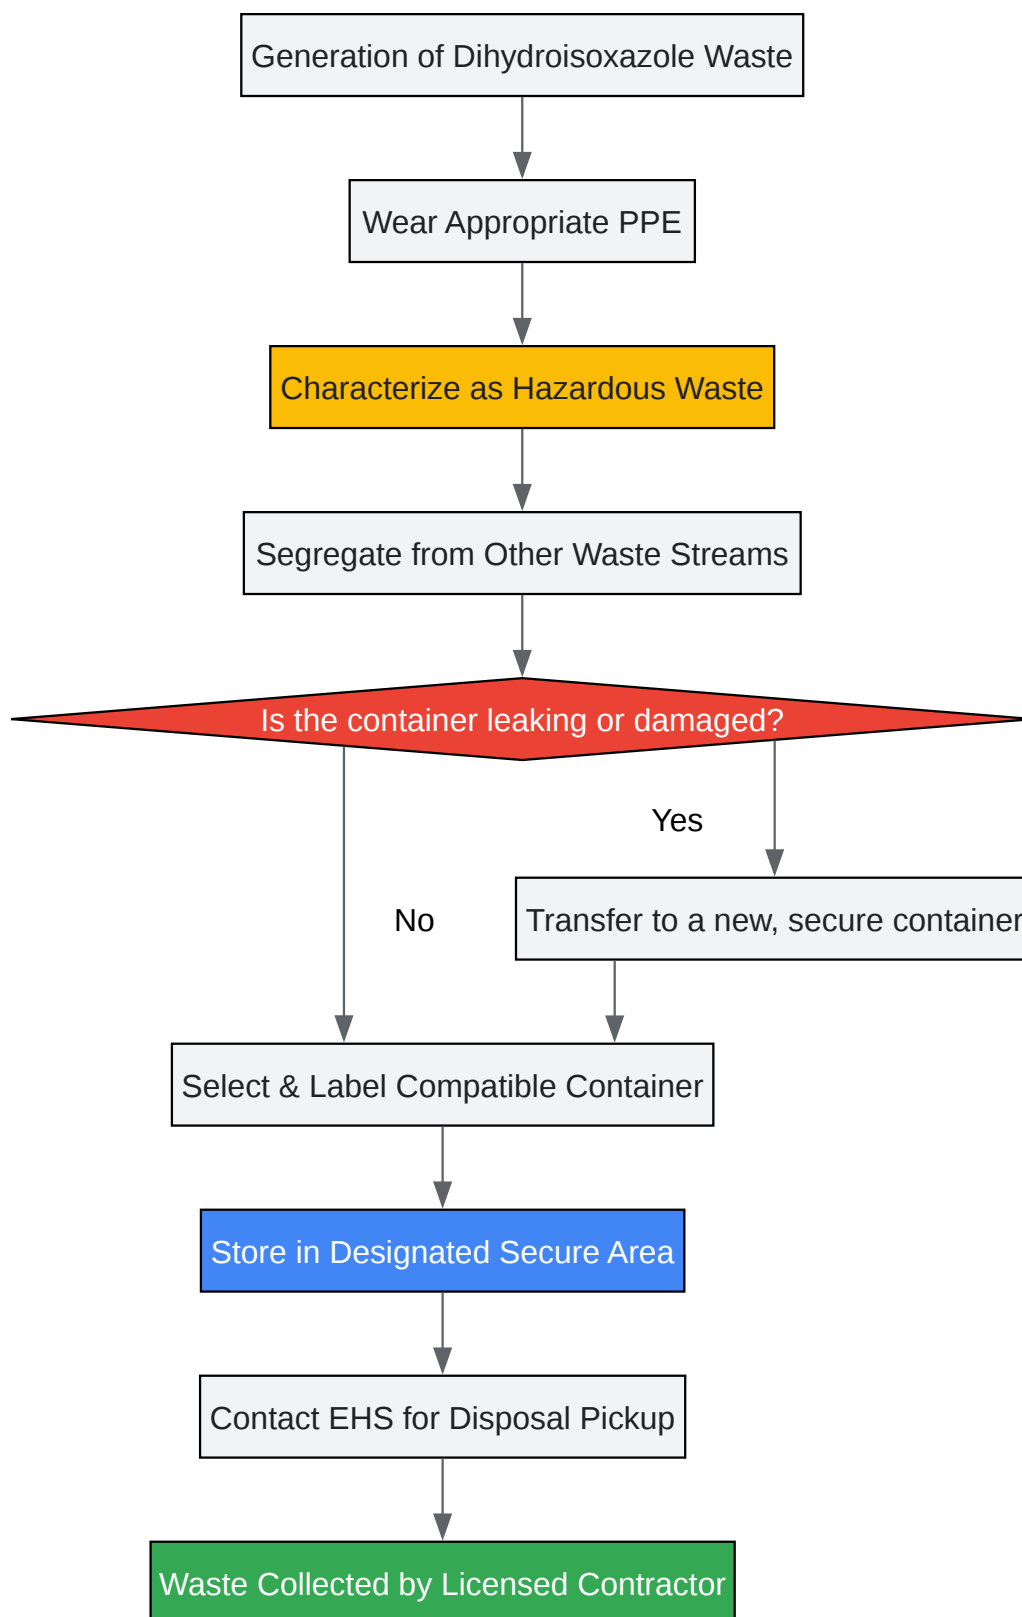 Generation of Dihydroisoxazole Waste
Wear Appropriate PPE
Characterize as Hazardous Waste
Segregate from Other Waste Streams
Is the container leaking or damaged?
Yes
No
Transfer to a new, secure container
Select & Label Compatible Container
Store in Designated Secure Area
Contact EHS for Disposal Pickup
Waste Collected by Licensed Contractor